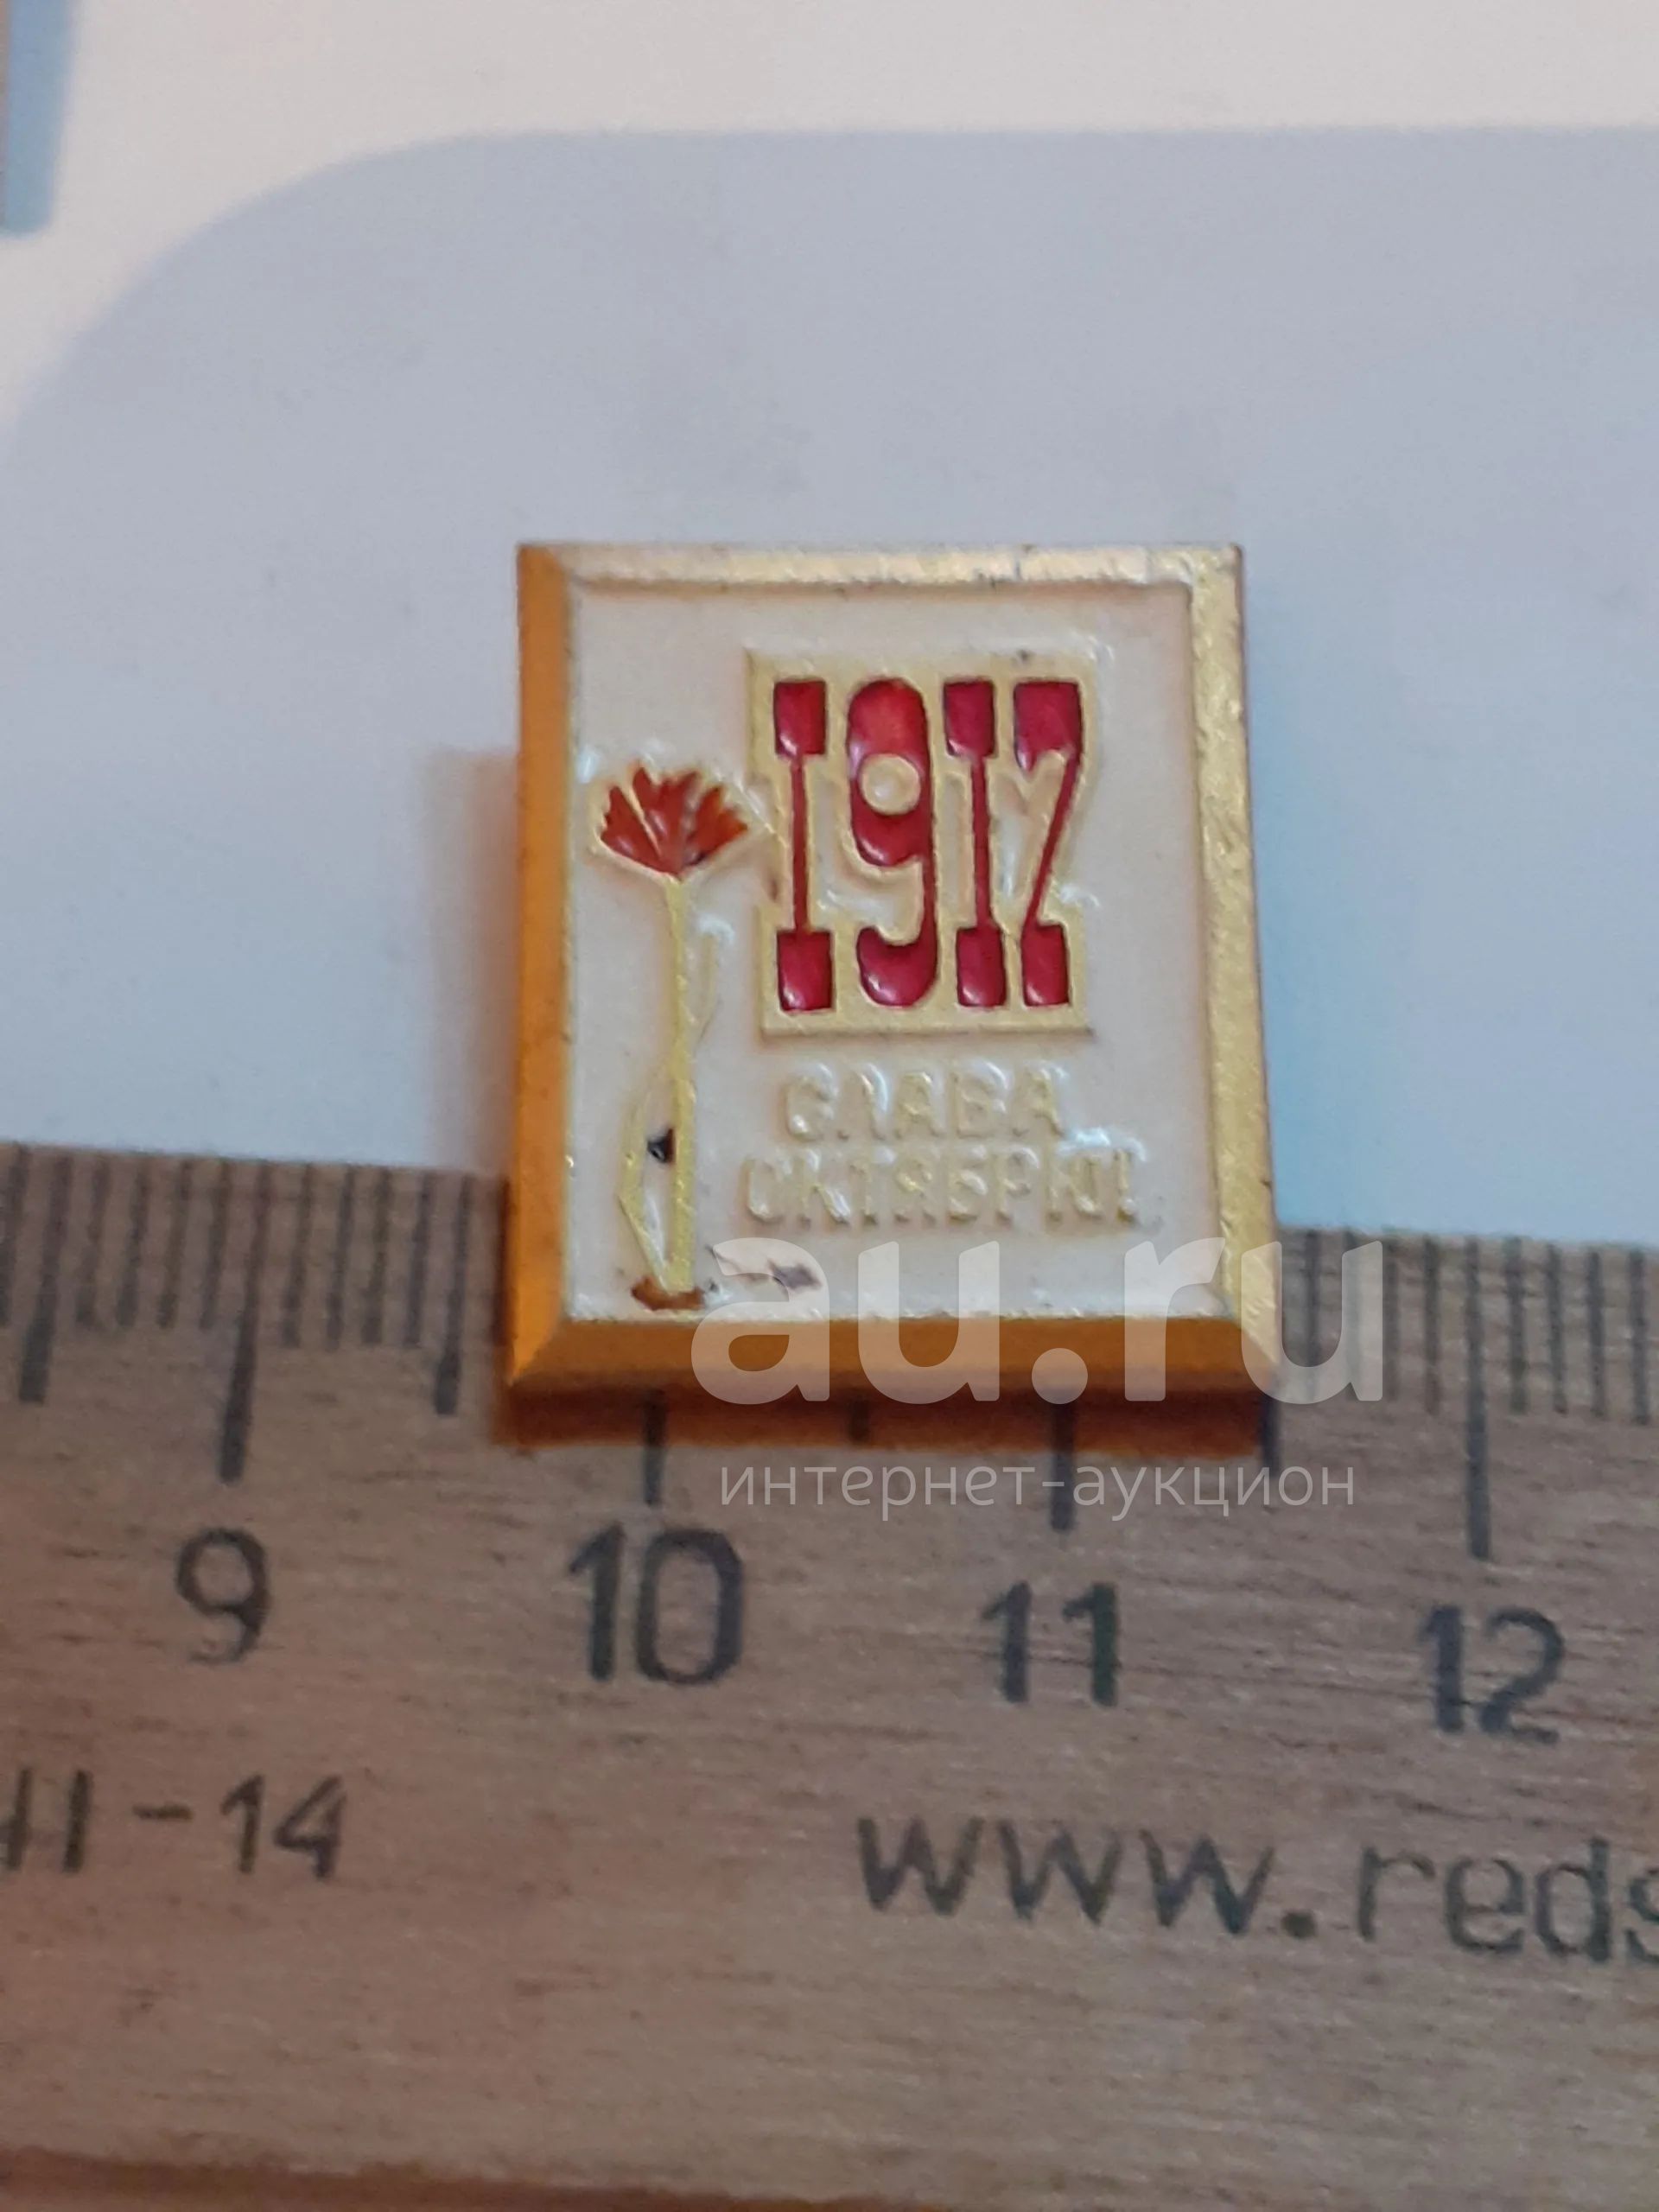 1917
СЛАВА
ОКТЯБРЮ!
au.ru
интернет-аукцион
9 10 11 12
-14
www.reds